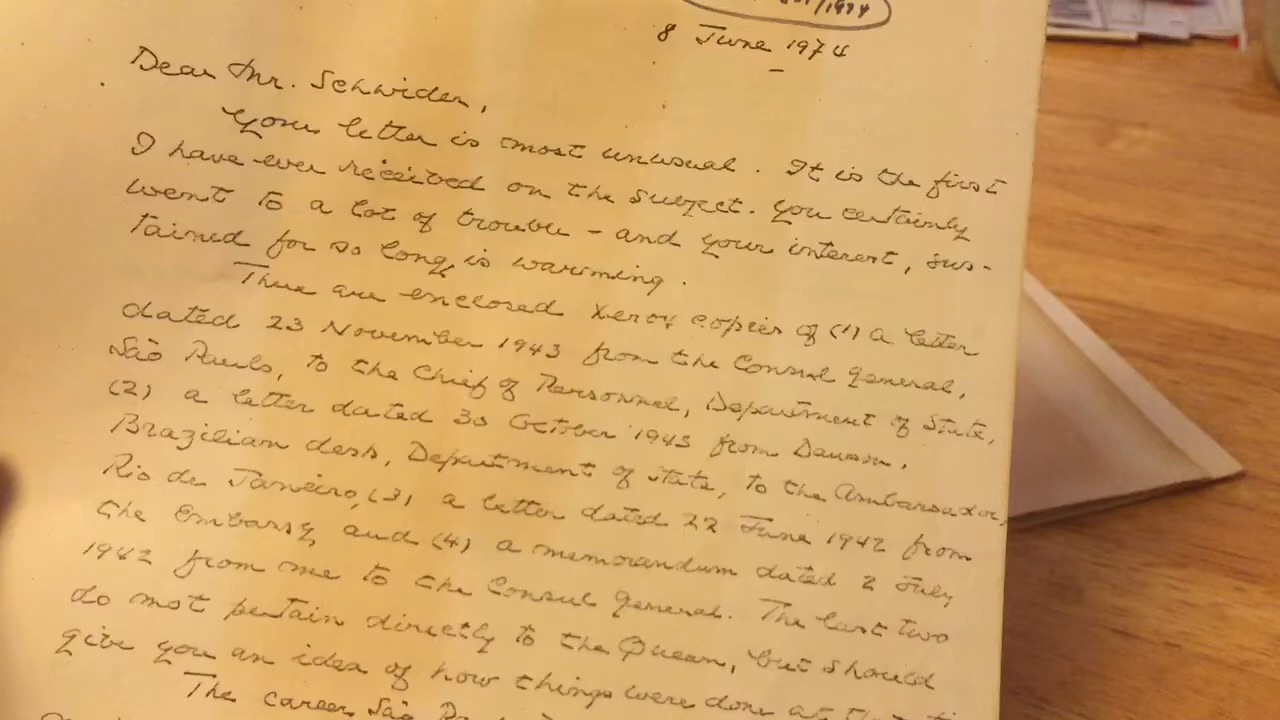 /1974
8 June 1974
Dear Mr. Schwider,
Your letter is most unusual. It is the first
I have ever received on the subject. You certainly
went to a lot of trouble - and your interest, sus-
tained for so long, is warming.
There are enclosed Xerox copies of (1) a letter
dated 23 November 1943 from the Consul General,
São Paulo, to the Chief of Personnel, Department of State,
(2) a letter dated 30 October 1943 from Dawson,
Brazilian desk, Department of State, to the Ambassador,
Rio de Janeiro, (3) a letter dated 22 June 1942 from
the Embassy and (4) a memorandum dated 2 July
1942 from me to the Consul General. The last two
do not pertain directly to the Queen, but should
give you an idea of how things were done at
The career São